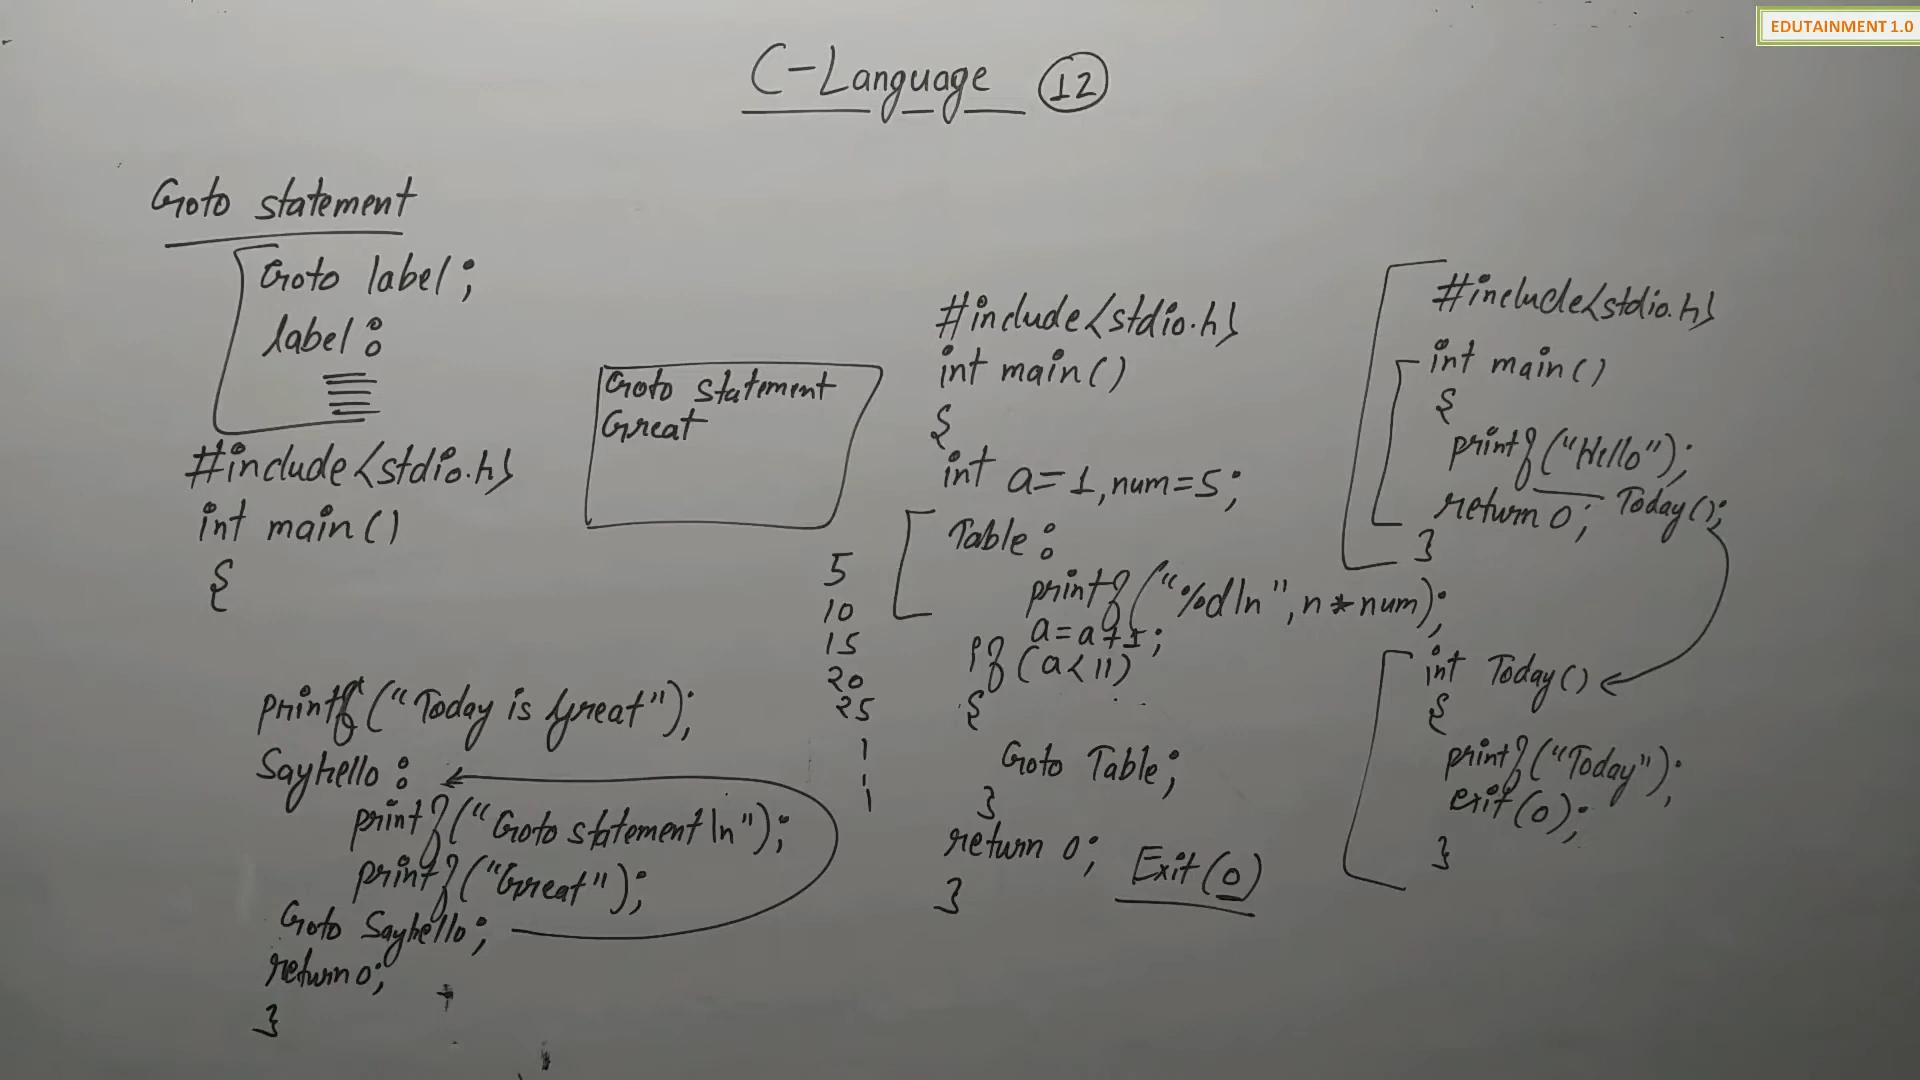 EDUTAINMENT 1.0
C-Language 12
Goto statement
Goto label;
label:
#include<stdio.h>
int main()
{
printf("Today is Great");
Sayhello:
printf("Goto statement\n");
printf("Great");
Goto Sayhello;
return 0;
}
Goto statement
Great
5
10
15
20
25
#include<stdio.h>
int main()
{
int a=1, num=5;
Table:
printf("%d\n", n*num);
a=a+1;
if (a<11)
{
Goto Table;
}
return 0;
}
Exit(0)
#include<stdio.h>
int main()
{
printf("Hello");
return 0; Today();
}
int Today()
{
printf("Today");
exit(0);
}